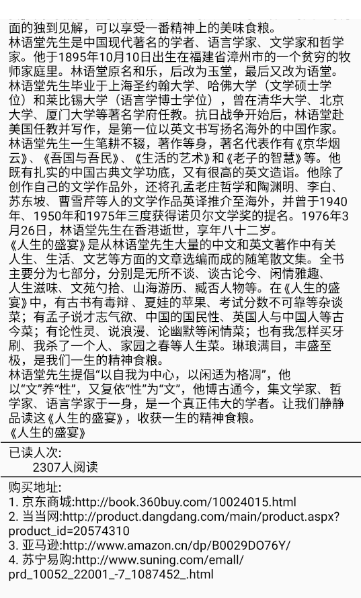 面的独到见解，可以享受一番精神上的美味食粮。
林语堂先生是中国现代著名的学者、语言学家、文学家和哲学
家。他于1895年10月10日出生在福建省漳州市的一个贫穷的牧
师家庭里。林语堂原名和乐，后改为玉堂，最后又改为语堂。
林语堂先生毕业于上海圣约翰大学、哈佛大学（文学硕士学
位）和莱比锡大学（语言学博士学位），曾在清华大学、北京
大学、厦门大学等著名学府任教。抗日战争开始后，林语堂赴
美国任教并写作，是第一位以英文书写扬名海外的中国作家。
林语堂先生一生笔耕不辍，著作等身，著名代表作有《京华烟
云》、《吾国与吾民》、《生活的艺术》和《老子的智慧》等。他
既有扎实的中国古典文学功底，又有很高的英文造诣。他除了
创作自己的文学作品外，还将孔孟老庄哲学和陶渊明、李白、
苏东坡、曹雪芹等人的文学作品英译推介至海外，并曾于1940
年、1950年和1975年三度获得诺贝尔文学奖的提名。1976年3
月26日，林语堂先生在香港逝世，享年八十二岁。
《人生的盛宴》是从林语堂先生大量的中文和英文著作中有关
人生、生活、文艺等方面的文章选编而成的随笔散文集。全书
主要分为七部分，分别是无所不谈、谈古论今、闲情雅趣、
人生滋味、文苑勺拾、山海游历、臧否人物等。在《人生的盛
宴》中，有古书有毒辩、夏娃的苹果、考试分数不可靠等杂谈
菜；有孟子说才志气欲、中国的国民性、英国人与中国人等古
今菜；有论性灵、说浪漫、论幽默等闲情菜；也有我怎样买牙
刷、我杀了一个人、家园之春等人生菜。琳琅满目，丰盛至
极，是我们一生的精神食粮。
林语堂先生提倡“以自我为中心，以闲适为格凋”，他
以“文”养“性”，又复依“性”为“文”，他博古通今，集文学家、哲
学家、语言学家于一身，是一个真正伟大的学者。让我们静静
品读这《人生的盛宴》，收获一生的精神食粮。
《人生的盛宴》
已读人次:
2307人阅读
购买地址:
1. 京东商城:http://book.360buy.com/10024015.html
2. 当当网:http://product.dangdang.com/main/product.aspx?
product_id=20574310
3. 亚马逊:http://www.amazon.cn/dp/B0029DO76Y/
4. 苏宁易购:http://www.suning.com/emall/
prd_10052_22001_-7_1087452_.html